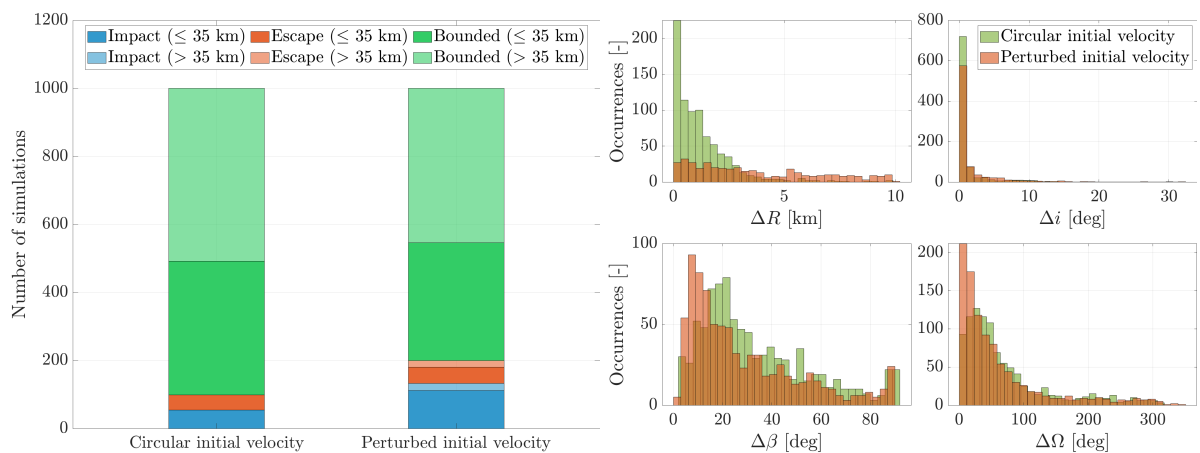 1200
1000
800
600
400
200
0
Number of simulations
Impact (≤ 35 km) Escape (≤ 35 km) Bounded (≤ 35 km)
Impact (> 35 km) Escape (> 35 km) Bounded (> 35 km)
Circular initial velocity Perturbed initial velocity
200
150
100
50
0
Occurrences [-]
0 5 10
ΔR [km]
800
600
400
200
0
Circular initial velocity
Perturbed initial velocity
0 10 20 30
Δi [deg]
100
50
0
Occurrences [-]
0 20 40 60 80
Δβ [deg]
200
150
100
50
0
0 100 200 300
ΔΩ [deg]